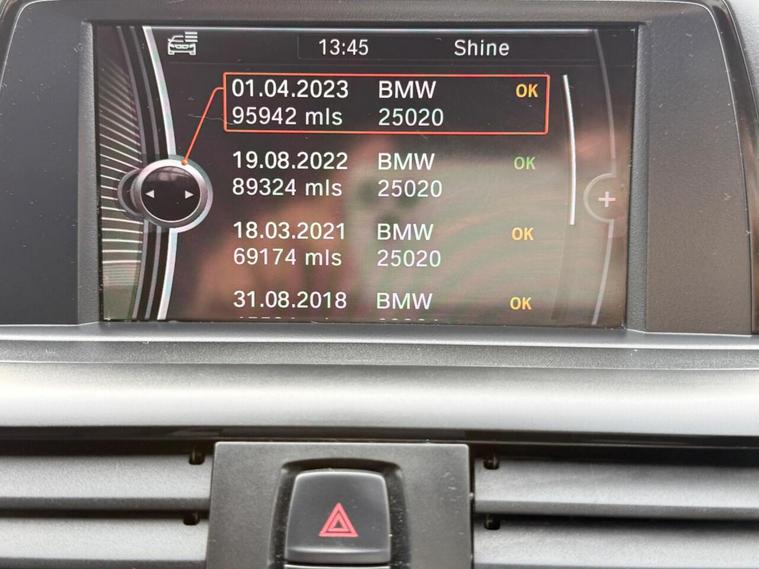 13:45 Shine
01.04.2023 BMW OK
95942 mls 25020
19.08.2022 BMW OK
89324 mls 25020
18.03.2021 BMW OK
69174 mls 25020
31.08.2018 BMW OK